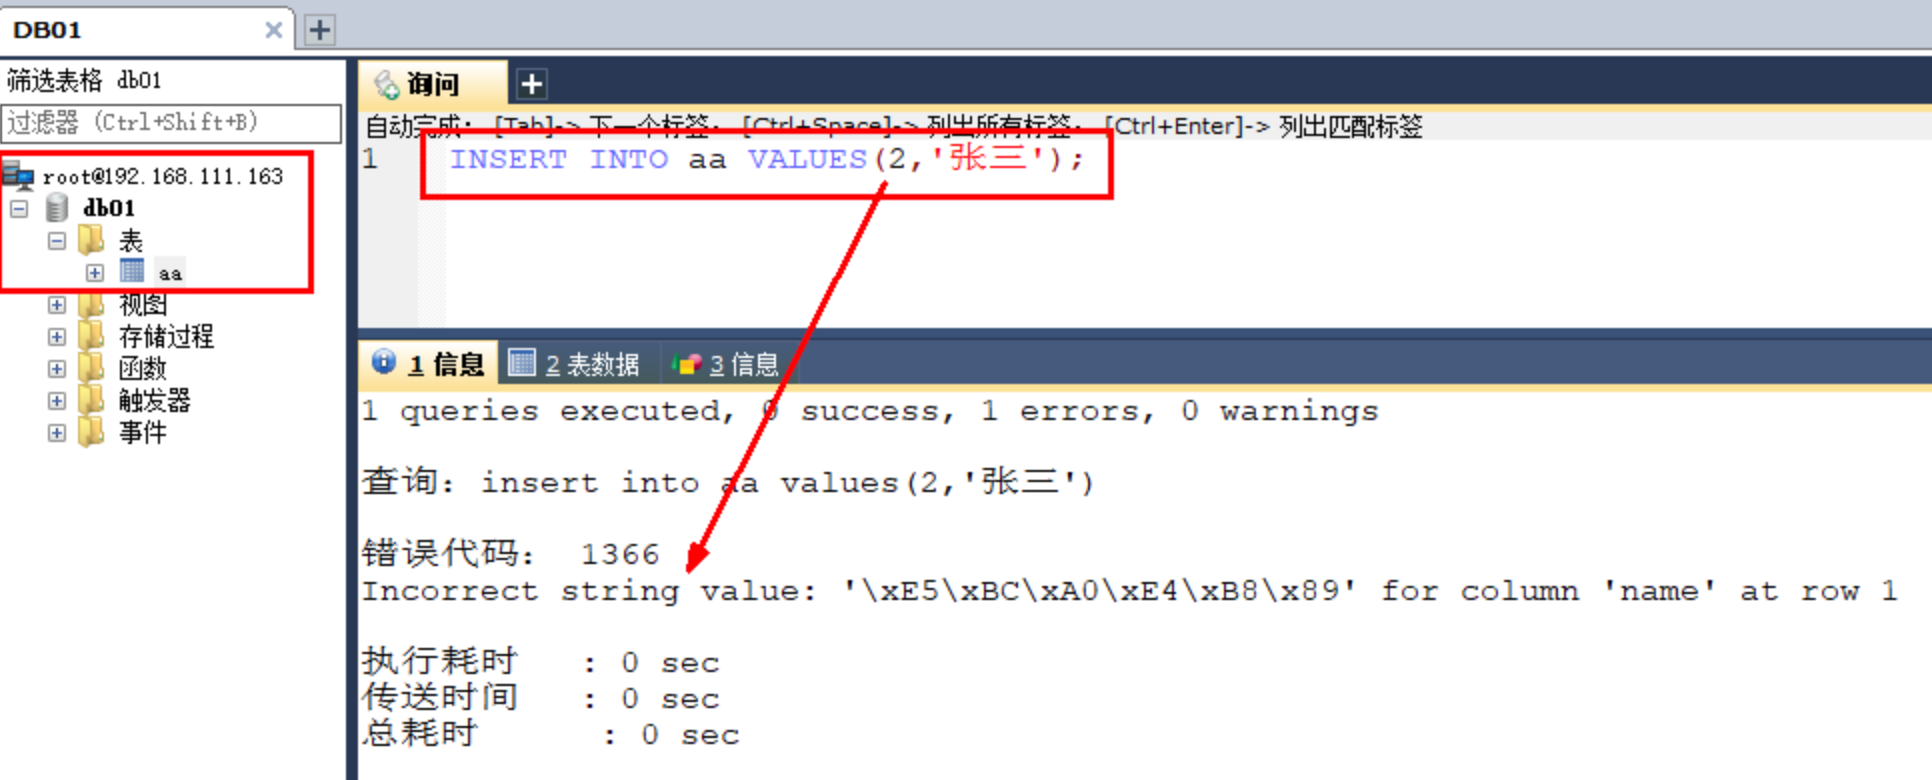 DB01
筛选表格 db01
过滤器 (Ctrl+Shift+B)
root@192.168.111.163
db01
表
aa
视图
存储过程
函数
触发器
事件
询问
自动完成: [Tab]-> 下一个标签, [Ctrl+Space]-> 列出所有标签, [Ctrl+Enter]-> 列出匹配标签
1 INSERT INTO aa VALUES(2,'张三');
1 信息 2 表数据 3 信息
1 queries executed, 0 success, 1 errors, 0 warnings
查询: insert into aa values(2,'张三')
错误代码: 1366
Incorrect string value: '\xE5\xBC\xA0\xE4\xB8\x89' for column 'name' at row 1
执行耗时 : 0 sec
传送时间 : 0 sec
总耗时 : 0 sec